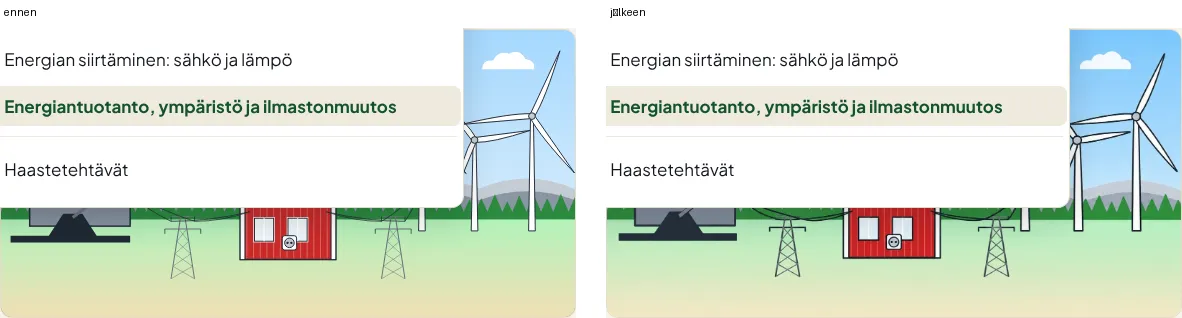 ennen
jälkeen
Energian siirtäminen: sähkö ja lämpö
Energian siirtäminen: sähkö ja lämpö
Energiantuotanto, ympäristö ja ilmastonmuutos
Energiantuotanto, ympäristö ja ilmastonmuutos
Haastetehtävät
Haastetehtävät